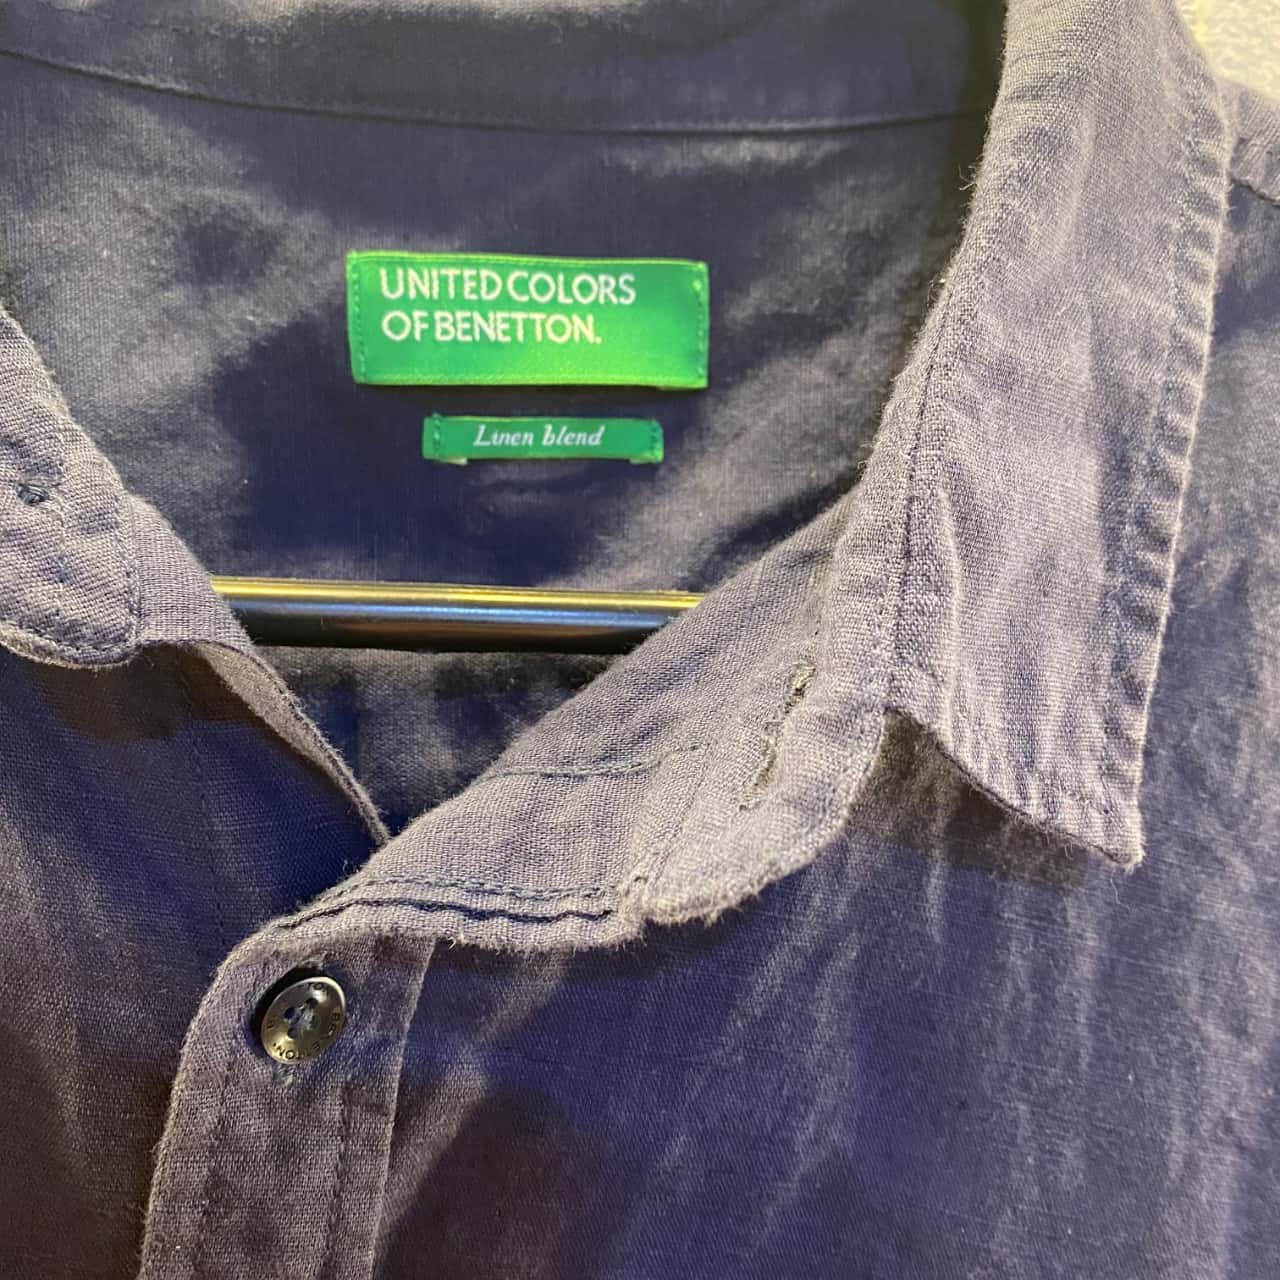 UNITED COLORS
OF BENETTON.
Linen blend